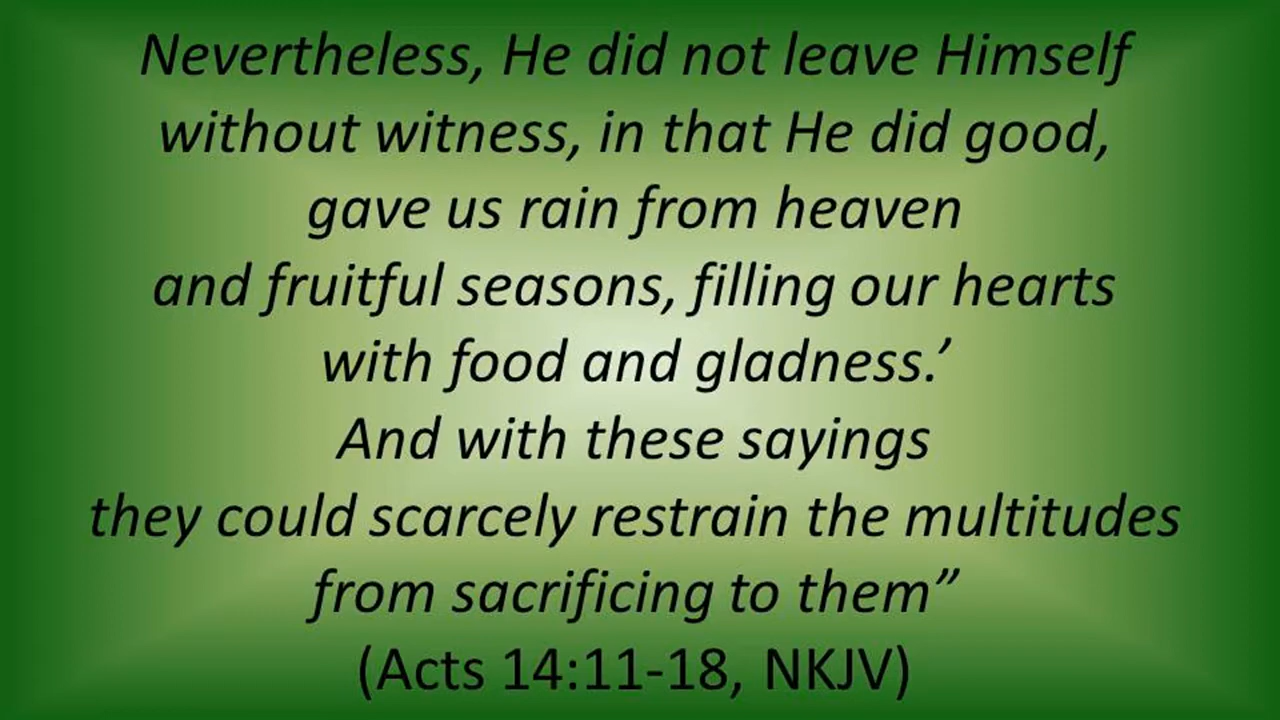 Nevertheless, He did not leave Himself
without witness, in that He did good,
gave us rain from heaven
and fruitful seasons, filling our hearts
with food and gladness.’
And with these sayings
they could scarcely restrain the multitudes
from sacrificing to them”
(Acts 14:11-18, NKJV)